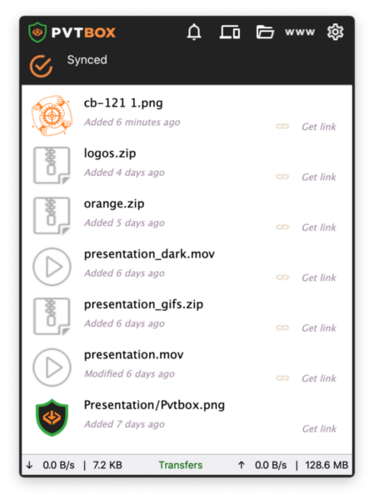 PVTBOX
www
Synced
cb-121 1.png
Added 6 minutes ago
Get link
logos.zip
Added 4 days ago
Get link
orange.zip
Added 5 days ago
Get link
presentation_dark.mov
Added 6 days ago
Get link
presentation_gifs.zip
Added 6 days ago
Get link
presentation.mov
Modified 6 days ago
Get link
Presentation/Pvtbox.png
Added 7 days ago
Get link
↓ 0.0 B/s | 7.2 KB Transfers ↑ 0.0 B/s | 128.6 MB